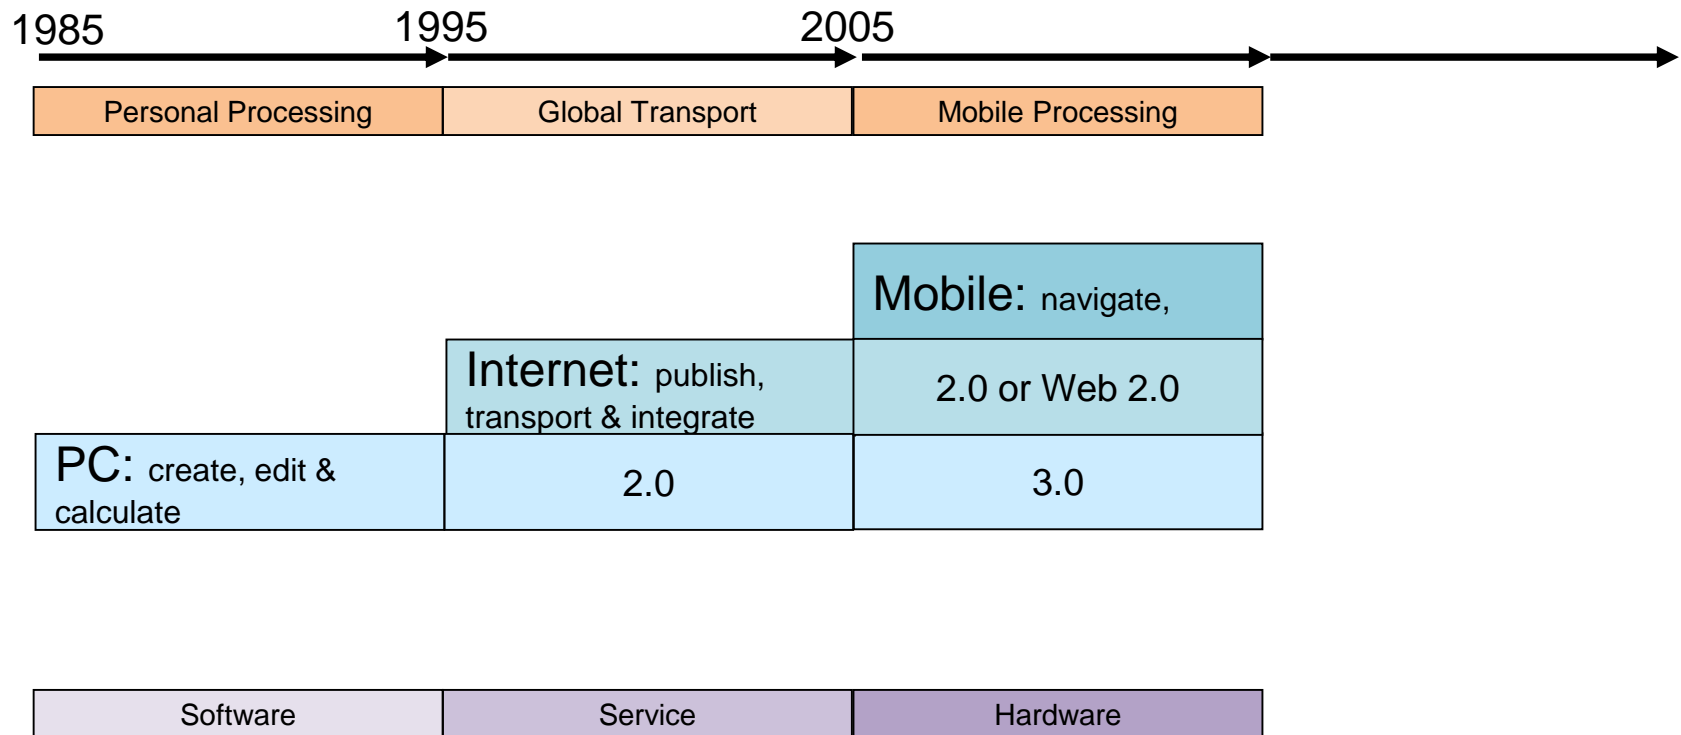 1985 1995 2005
Personal Processing Global Transport Mobile Processing
Mobile: navigate,
Internet: publish,
transport & integrate
2.0 or Web 2.0
PC: create, edit &
calculate
2.0
3.0
Software Service Hardware